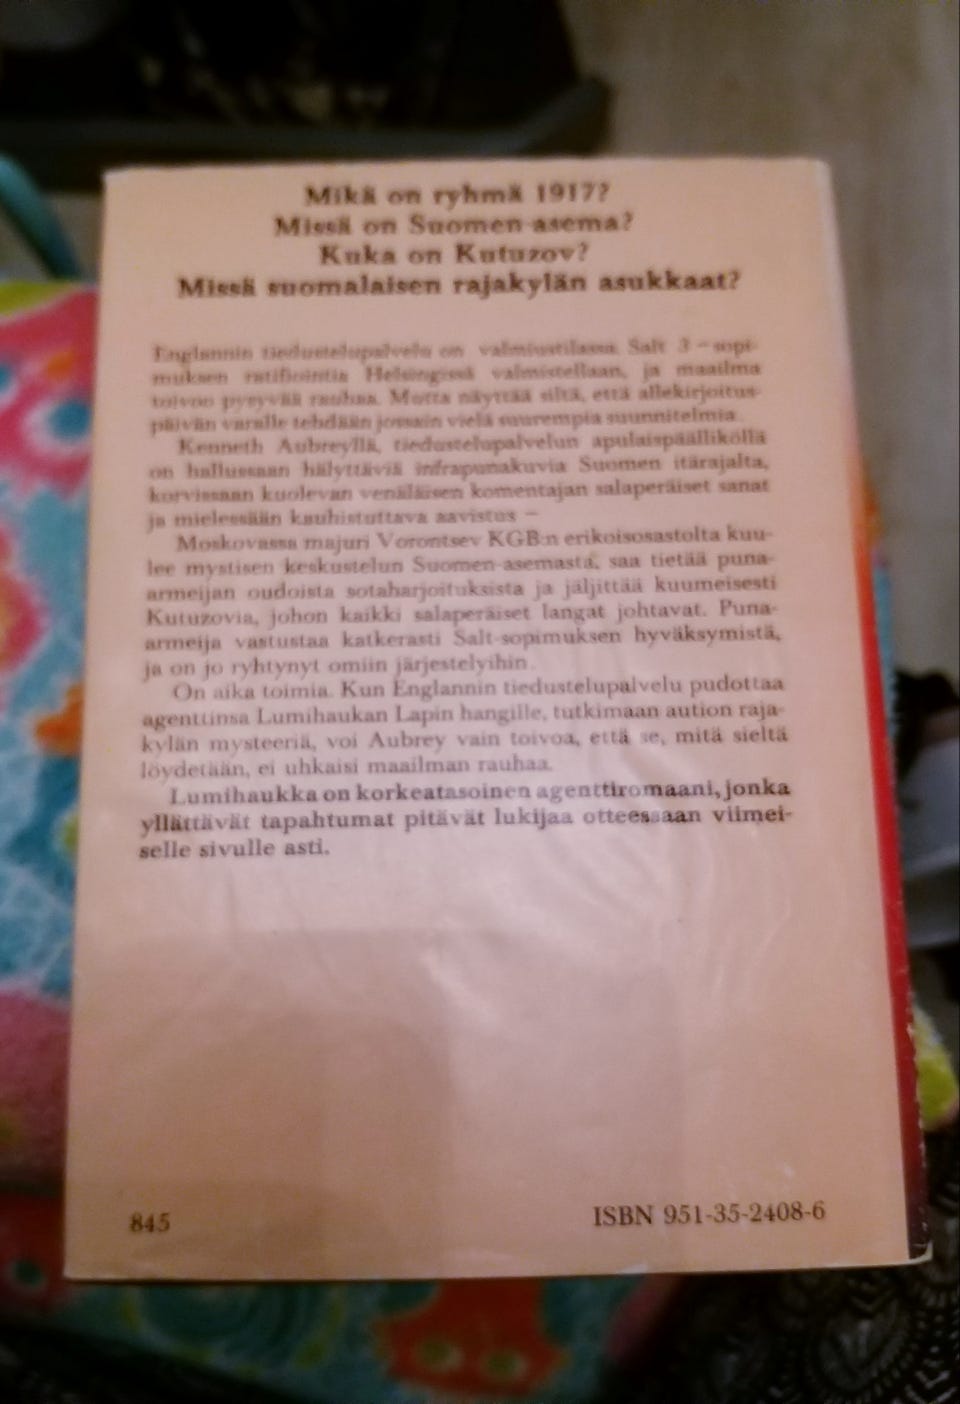 Mikä on ryhmä 1917?
Missä on Suomen-asema?
Kuka on Kutuzov?
Missä suomalaisen rajakylän asukkaat?
Englannin tiedustelupalvelu on valmiustilassa. Salt 3 – sopi-
muksen ratifiointia Helsingissä valmistellaan, ja maailma
toivoo pysyvää rauhaa. Mutta näyttää siltä, että allekirjoitus-
päivän varalle tehdään jossain vielä suurempia suunnitelmia.
Kenneth Aubreyllä, tiedustelupalvelun apulaispäälliköllä
on hallussaan hälyttäviä infrapunakuvia Suomen itärajalta,
korvissaan kuolevan venäläisen komentajan salaperäiset sanat
ja mielessään kauhistuttava aavistus –
Moskovassa majuri Vorontsev KGB:n erikoisosastolta kuu-
lee mystisen keskustelun Suomen-asemasta, saa tietää puna-
armeijan oudoista sotaharjoituksista ja jäljittää kuumeisesti
Kutuzovia, johon kaikki salaperäiset langat johtavat. Puna-
armeija vastustaa katkerasti Salt-sopimuksen hyväksymistä,
ja on jo ryhtynyt omiin järjestelyihin.
On aika toimia. Kun Englannin tiedustelupalvelu pudottaa
agenttinsa Lumihaukan Lapin hangille, tutkimaan aution raja-
kylän mysteeriä, voi Aubrey vain toivoa, että se, mitä sieltä
löydetään, ei uhkaisi maailman rauhaa.
Lumihaukka on korkeatasoinen agenttiromaani, jonka
yllättävät tapahtumat pitävät lukijaa otteessaan viimei-
selle sivulle asti.
845
ISBN 951-35-2408-6